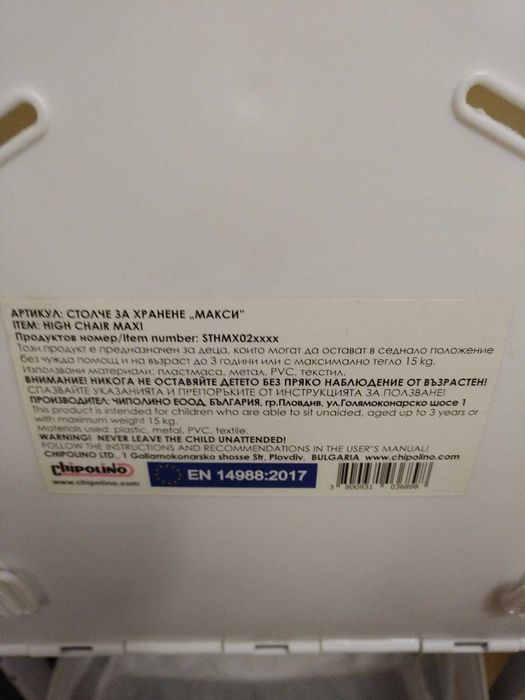 АРТИКУЛ: СТОЛЧЕ ЗА ХРАНЕНЕ „МАКСИ"
ITEM: HIGH CHAIR MAXI
Продуктов номер/Item number: STHMX02xxxx
Този продукт е предназначен за деца, които могат да остават в седнало положение
без чужда помощ и на възраст до 3 години или с максимално тегло 15 kg.
Използвани материали: пластмаса, метал, PVC, текстил.
ВНИМАНИЕ! НИКОГА НЕ ОСТАВЯЙТЕ ДЕТЕТО БЕЗ ПРЯКО НАБЛЮДЕНИЕ ОТ ВЪЗРАСТЕН!
СПАЗВАЙТЕ УКАЗАНИЯТА И ПРЕПОРЪКИТЕ ОТ ИНСТРУКЦИЯТА ЗА ПОЛЗВАНЕ!
ПРОИЗВОДИТЕЛ: ЧИПОЛИНО ЕООД, БЪЛГАРИЯ, гр.Пловдив, ул.Голямоконарско шосе 1
This product is intended for children who are able to sit unaided, aged up to 3 years or
with maximum weight 15 kg.
Materials used: plastic, metal, PVC, textile.
WARNING! NEVER LEAVE THE CHILD UNATTENDED!
FOLLOW THE INSTRUCTIONS AND RECOMMENDATIONS IN THE USER'S MANUAL!
CHIPOLINO LTD., 1 Goliamokonarsko shosse Str, Plovdiv, BULGARIA www.chipolino.com
CHIPOLINO
www.chipolino.com
EN 14988:2017
3 800931 036898